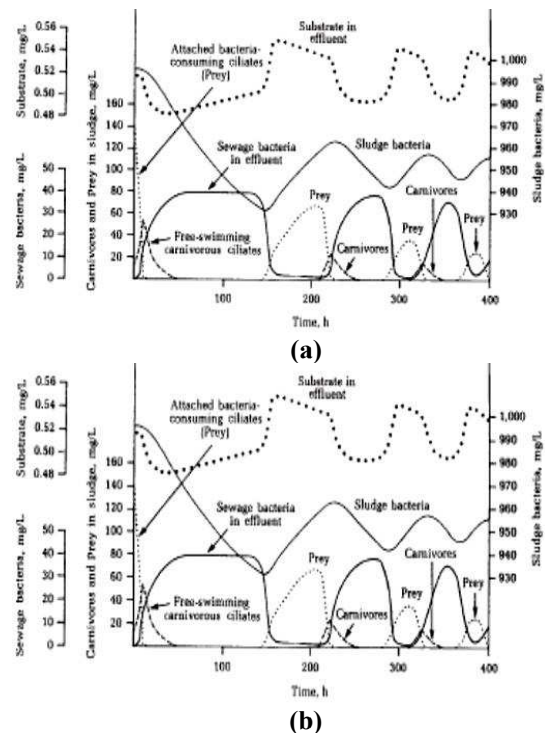 0.56
0.54
0.52
0.50
0.48
Substrate, mg/L
50
40
30
20
10
0
Sewage bacteria, mg/L
160
140
120
100
80
60
40
20
Carnivorus and Prey in sludge, mg/L
Attached bacteria-
consuming ciliates
(Prey)
Substrate in
effluent
Sewage bacteria
in effluent
Sludge bacteria
Prey
Carnivores
Prey
Prey
Carnivores
Free-swimming
carnivorous ciliates
1,000
990
980
970
960
950
940
930
Sludge bacteria, mg/L
100
200
300
400
Time, h
(a)
0.56
0.54
0.52
0.50
0.48
Substrate, mg/L
50
40
30
20
10
0
Sewage bacteria, mg/L
160
140
120
100
80
60
40
20
Carnivorus and Prey in sludge, mg/L
Attached bacteria-
consuming ciliates
(Prey)
Substrate in
effluent
Sewage bacteria
in effluent
Sludge bacteria
Prey
Carnivores
Prey
Prey
Carnivores
Free-swimming
carnivorous ciliates
1,000
990
980
970
960
950
940
930
Sludge bacteria, mg/L
100
200
300
400
Time, h
(b)